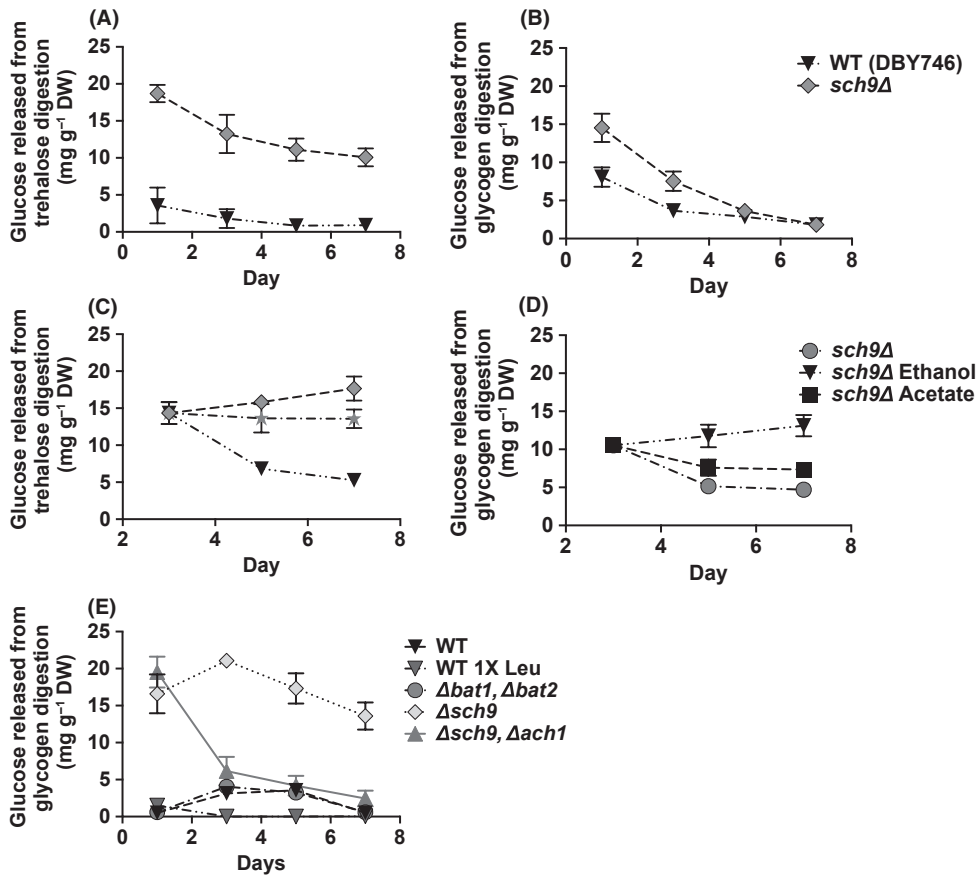 (A)
Glucose released from
trehalose digestion
(mg g⁻¹ DW)
25
20
15
10
5
0
0 2 4 6 8
Day
(B)
Glucose released from
glycogen digestion
(mg g⁻¹ DW)
25
20
15
10
5
0
0 2 4 6 8
Day
WT (DBY746)
sch9Δ
(C)
Glucose released from
trehalose digestion
(mg g⁻¹ DW)
25
20
15
10
5
0
2 4 6 8
Day
(D)
Glucose released from
glycogen digestion
(mg g⁻¹ DW)
25
20
15
10
5
0
2 4 6 8
Day
sch9Δ
sch9Δ Ethanol
sch9Δ Acetate
(E)
Glucose released from
glycogen digestion
(mg g⁻¹ DW)
25
20
15
10
5
0
0 2 4 6 8
Days
WT
WT 1X Leu
Δbat1, Δbat2
Δsch9
Δsch9, Δach1